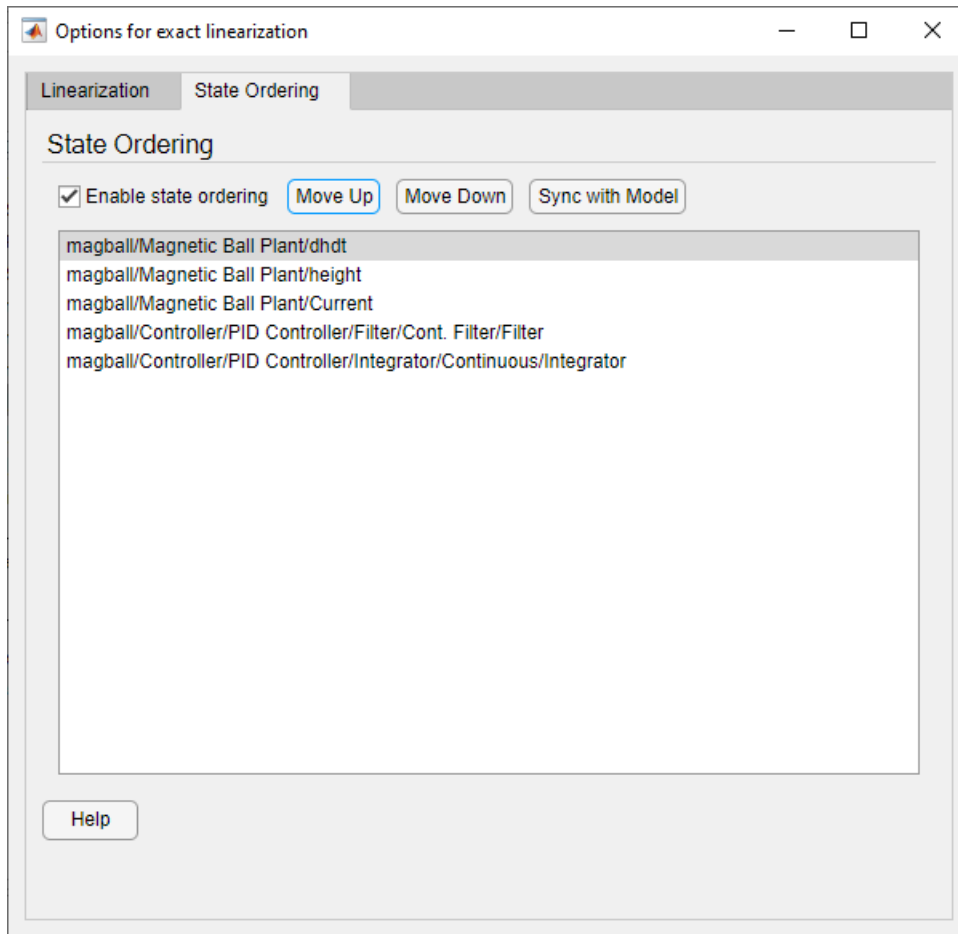 Options for exact linearization
Linearization State Ordering
State Ordering
Enable state ordering Move Up Move Down Sync with Model
magball/Magnetic Ball Plant/dhdt
magball/Magnetic Ball Plant/height
magball/Magnetic Ball Plant/Current
magball/Controller/PID Controller/Filter/Cont. Filter/Filter
magball/Controller/PID Controller/Integrator/Continuous/Integrator
Help